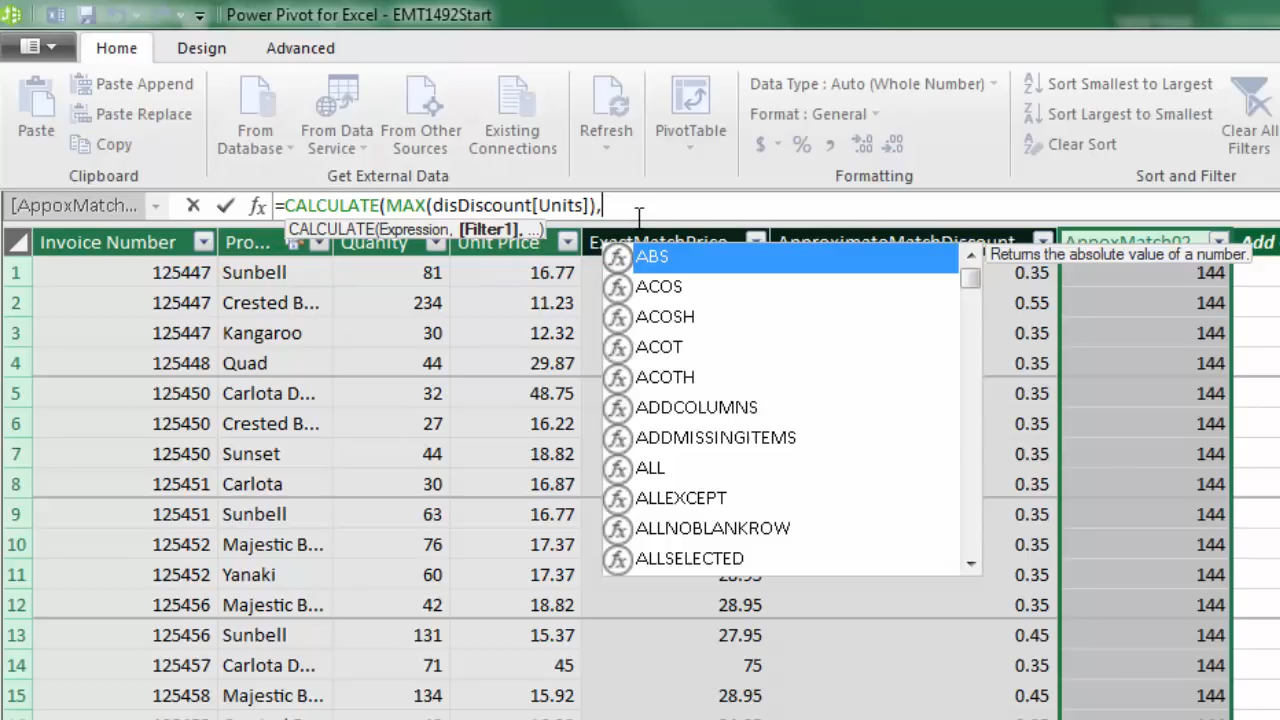 Power Pivot for Excel - EMT1492Start
Home Design Advanced
Paste
Paste Append
Paste Replace
Copy
Clipboard
From Database
From Data Service
From Other Sources
Existing Connections
Get External Data
Refresh
PivotTable
Data Type : Auto (Whole Number)
Format : General
$ % , .0 .00 .00 .0
Formatting
Sort Smallest to Largest
Sort Largest to Smallest
Clear Sort
Clear All Filters
Sort and Filter
[AppoxMatch... fx =CALCULATE(MAX(disDiscount[Units]),
CALCULATE(Expression, [Filter1], ...)
Invoice Number Pro... Quantity Unit Price ExactMatchPrice ApproximateMatchDiscount AppoxMatch02 Add
ABS
Returns the absolute value of a number.
ACOS
ACOSH
ACOT
ACOTH
ADDCOLUMNS
ADDMISSINGITEMS
ALL
ALLEXCEPT
ALLNOBLANKROW
ALLSELECTED
1 125447 Sunbell 81 16.77 0.35 144
2 125447 Crested B... 234 11.23 0.55 144
3 125447 Kangaroo 30 12.32 0.35 144
4 125448 Quad 44 29.87 0.35 144
5 125450 Carlota D... 32 48.75 0.35 144
6 125450 Crested B... 27 16.22 0.35 144
7 125450 Sunset 44 18.82 0.35 144
8 125451 Carlota 30 16.87 0.35 144
9 125451 Sunbell 63 16.77 0.35 144
10 125452 Majestic B... 76 17.37 0.35 144
11 125452 Yanaki 60 17.37 0.35 144
12 125456 Majestic B... 42 18.82 28.95 0.35 144
13 125456 Sunbell 131 15.37 27.95 0.45 144
14 125457 Carlota D... 71 45 75 0.35 144
15 125458 Majestic B... 134 15.92 28.95 0.45 144